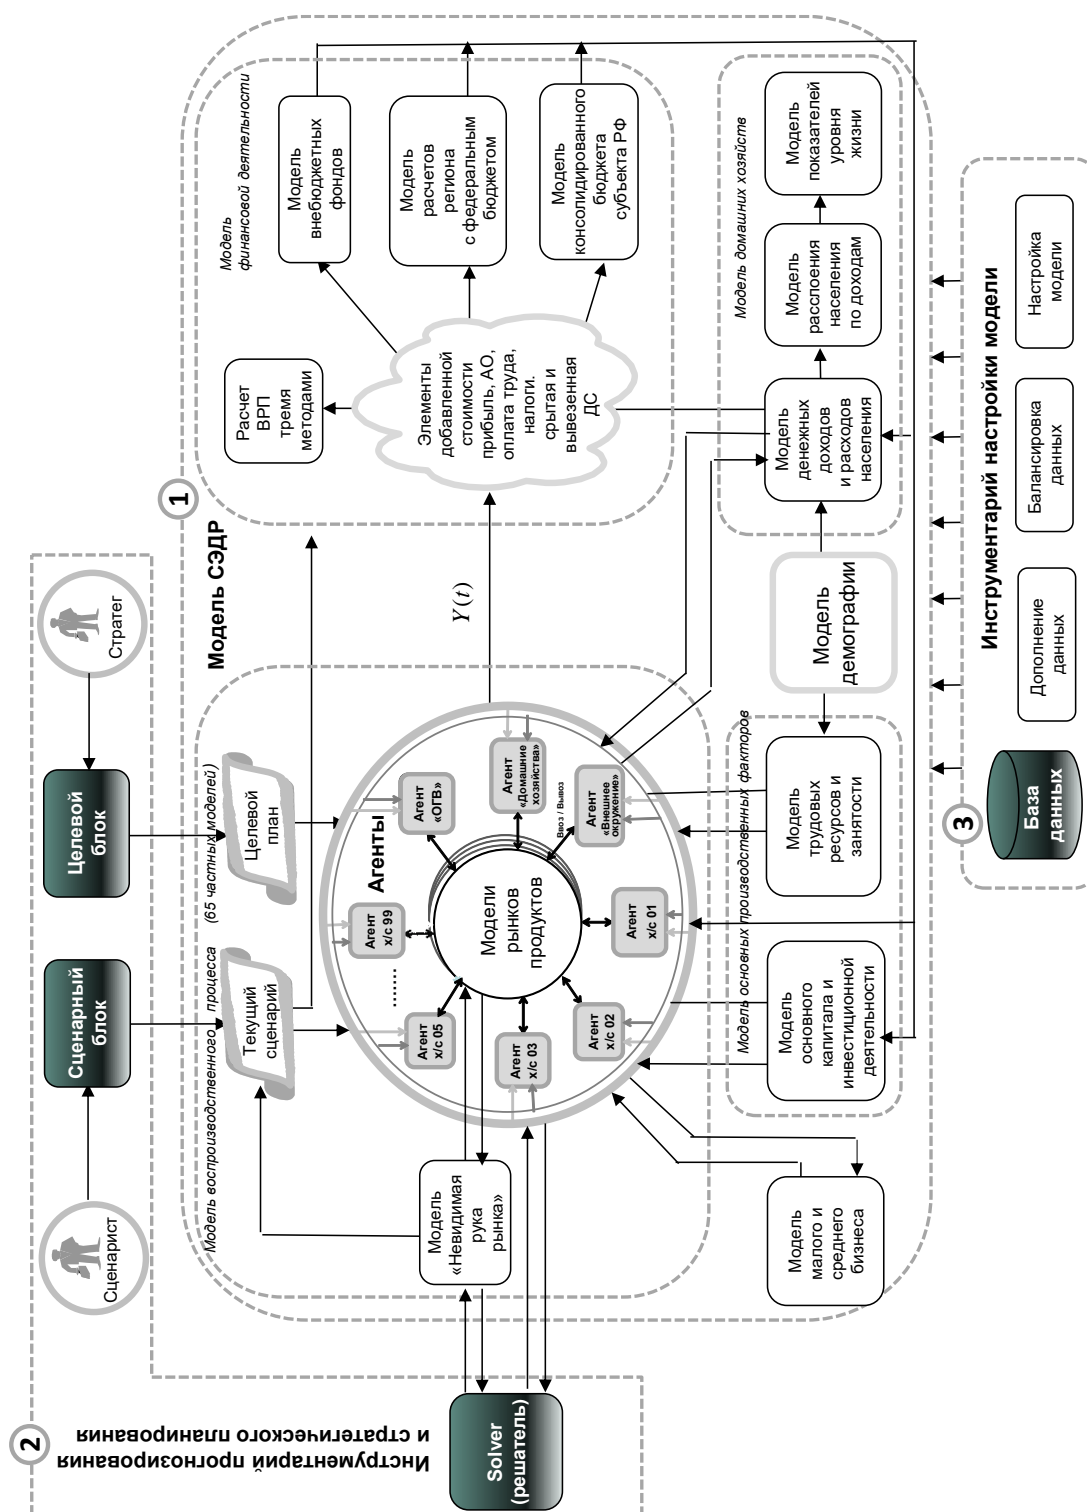 2
Инструментарий прогнозирования
и стратегического планирования
Сценарист
Сценарный
блок
Целевой
блок
Стратег
Solver
(решатель)
1
Модель СЭДР
Модель воспроизводственного процесса
(65 частных моделей)
Текущий
сценарий
Целевой
план
Модель
«Невидимая
рука
рынка»
Агенты
........
Агент
х/с 05
Агент
х/с 99
Агент
«ОГВ»
Агент
«Домашние
хозяйства»
Ввоз / Вывоз
Агент
«Внешнее
окружение»
Агент
х/с 01
Агент
х/с 02
Агент
х/с 03
Модели
рынков
продуктов
Y(t)
Модель
финансовой деятельности
Расчет
ВРП
тремя
методами
Элементы
добавленной
стоимости
прибыль, АО,
оплата труда,
налоги.
срытая и
вывезенная
ДС
Модель
внебюджетных
фондов
Модель
расчетов
региона
с федеральным
бюджетом
Модель
консолидированного
бюджета
субъекта РФ
Модель
малого и
среднего
бизнеса
Модель основных производственных факторов
Модель
основного
капитала и
инвестиционной
деятельности
Модель
трудовых
ресурсов и
занятости
Модель
демографии
Модель домашних хозяйств
Модель
денежных
доходов
и расходов
населения
Модель
расслоения
населения
по доходам
Модель
показателей
уровня
жизни
3
Инструментарий настройки модели
База
данных
Дополнение
данных
Балансировка
данных
Настройка
модели